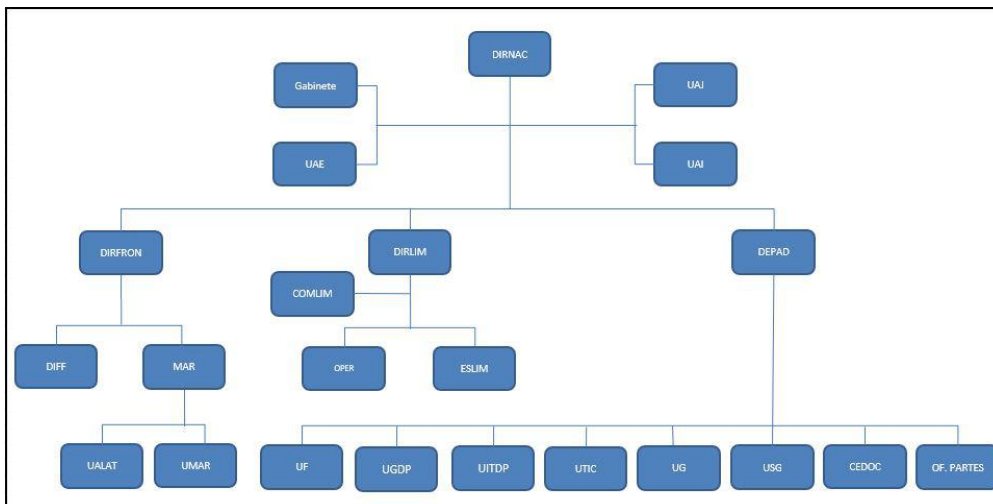 DIRNAC
Gabinete
UAJ
UAE
UAI
DIRFRON
DIRLIM
DEPAD
COMLIM
DIFF
MAR
OPER
ESLIM
UALAT
UMAR
UF
UGDP
UITDP
UTIC
UG
USG
CEDOC
OF. PARTES